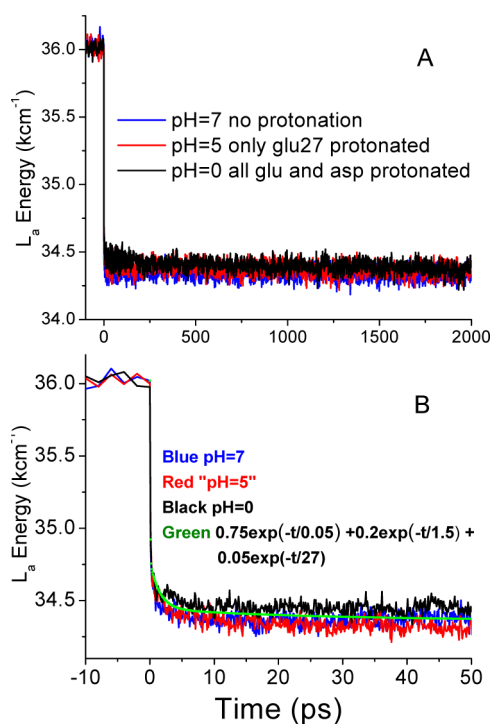 A
36.0
35.5
35.0
34.5
34.0
Lₐ Energy (kcm⁻¹)
pH=7 no protonation
pH=5 only glu27 protonated
pH=0 all glu and asp protonated
0 500 1000 1500 2000
B
36.0
35.5
35.0
34.5
Lₐ Energy (kcm⁻¹)
Blue pH=7
Red "pH=5"
Black pH=0
Green 0.75exp(-t/0.05) +0.2exp(-t/1.5) +
0.05exp(-t/27)
-10 0 10 20 30 40 50
Time (ps)